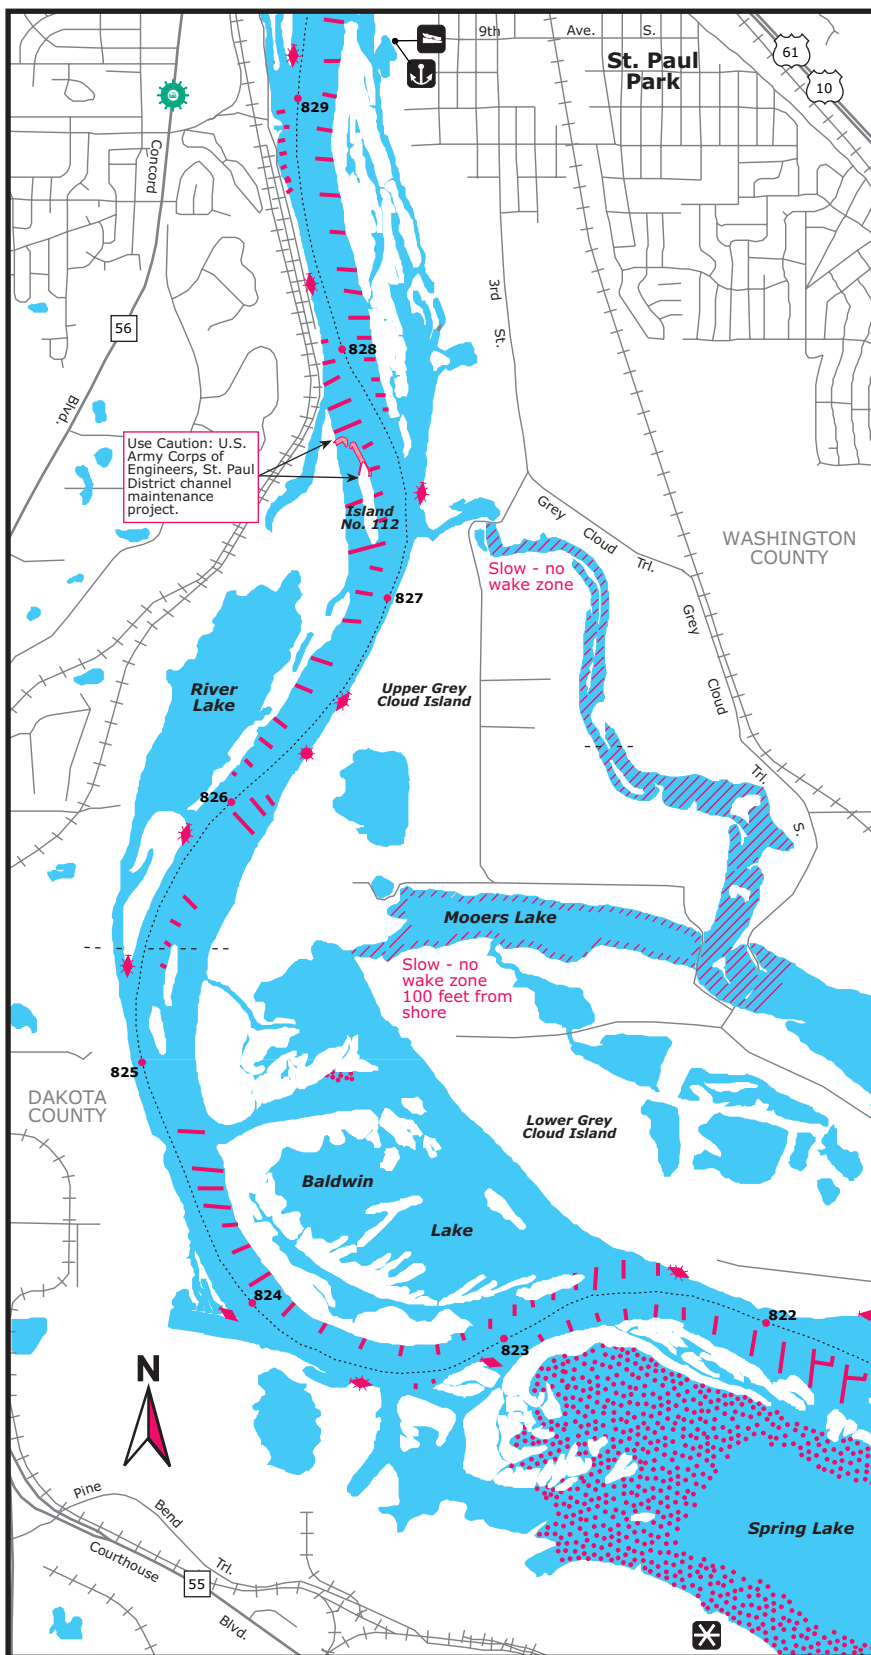 9th Ave. S.
St. Paul
Park
61
10
829
Concord
3rd St.
56
828
Blvd.
Use Caution: U.S.
Army Corps of
Engineers, St. Paul
District channel
maintenance
project.
Island
No. 112
Grey Cloud Trl.
WASHINGTON
COUNTY
Slow - no
wake zone
827
Grey Cloud Trl. S.
River
Lake
Upper Grey
Cloud Island
826
Mooers Lake
Slow - no
wake zone
100 feet from
shore
825
DAKOTA
COUNTY
Lower Grey
Cloud Island
Baldwin
Lake
824
822
823
N
Pine Bend Trl.
Spring Lake
Courthouse Blvd.
55